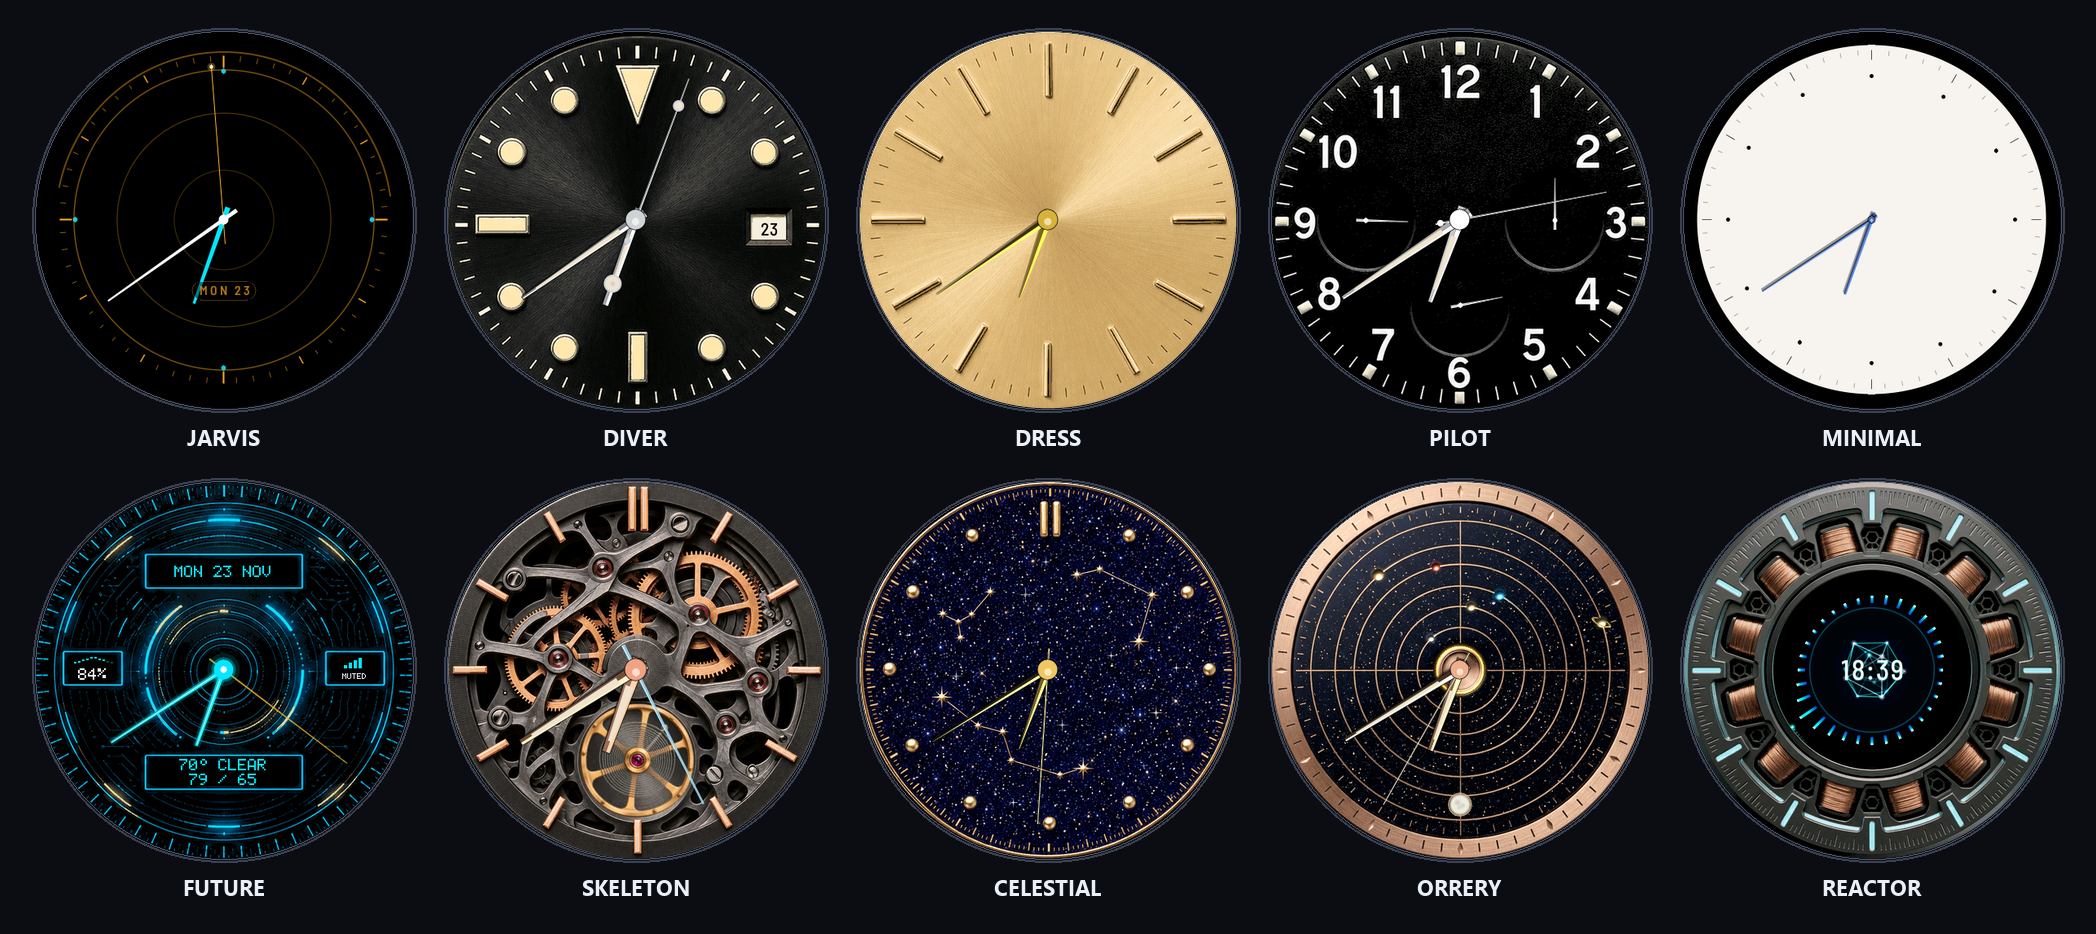 MON 23
JARVIS
23
DIVER
DRESS
12
1
2
3
4
5
6
7
8
9
10
11
PILOT
MINIMAL
MON 23 NOV
84%
MUTED
70° CLEAR
79 / 65
FUTURE
SKELETON
CELESTIAL
ORRERY
18:39
REACTOR